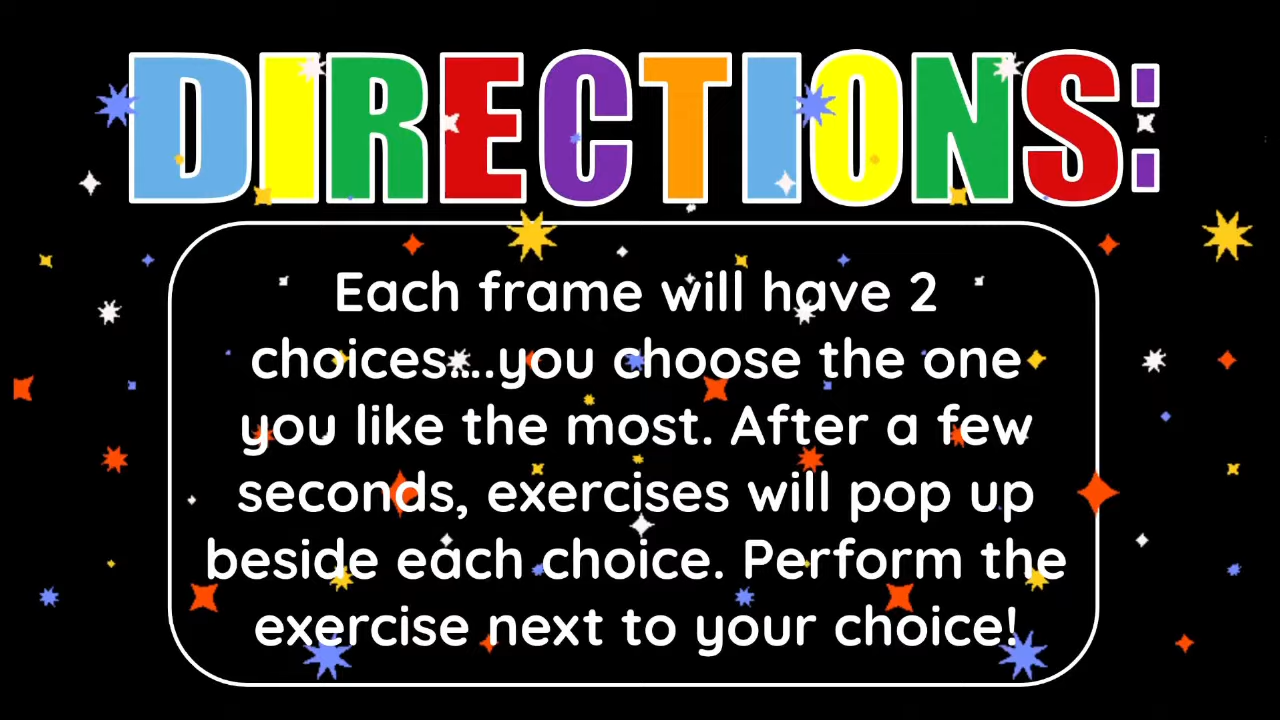 DIRECTIONS:
Each frame will have 2
choices....you choose the one
you like the most. After a few
seconds, exercises will pop up
beside each choice. Perform the
exercise next to your choice!